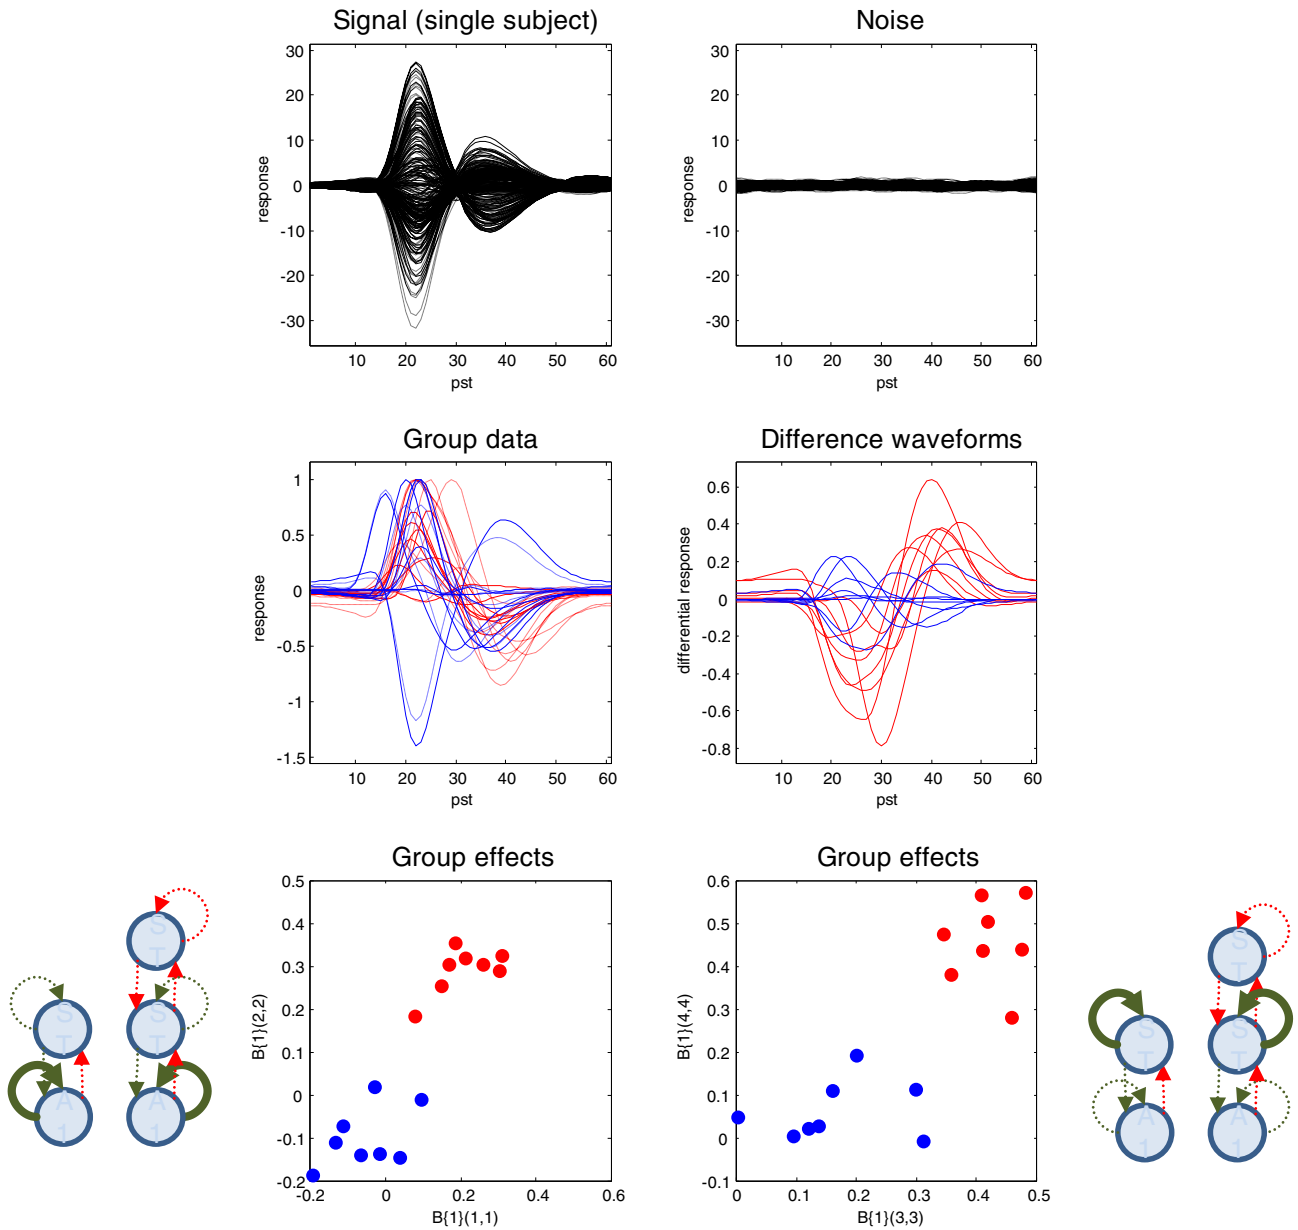 Signal (single subject)
Noise
30
20
10
0
-10
-20
-30
response
10 20 30 40 50 60
pst
30
20
10
0
-10
-20
-30
response
10 20 30 40 50 60
pst
Group data
Difference waveforms
1
0.5
0
-0.5
-1
-1.5
response
10 20 30 40 50 60
pst
0.6
0.4
0.2
0
-0.2
-0.4
-0.6
-0.8
differential response
10 20 30 40 50 60
pst
Group effects
Group effects
S
T
S
T
S
T
A
1
A
1
0.5
0.4
0.3
0.2
0.1
0
-0.1
-0.2
B{1}(2,2)
-0.2 0 0.2 0.4 0.6
B{1}(1,1)
0.6
0.5
0.4
0.3
0.2
0.1
0
-0.1
B{1}(4,4)
0 0.1 0.2 0.3 0.4 0.5
B{1}(3,3)
S
T
S
T
S
T
A
1
A
1